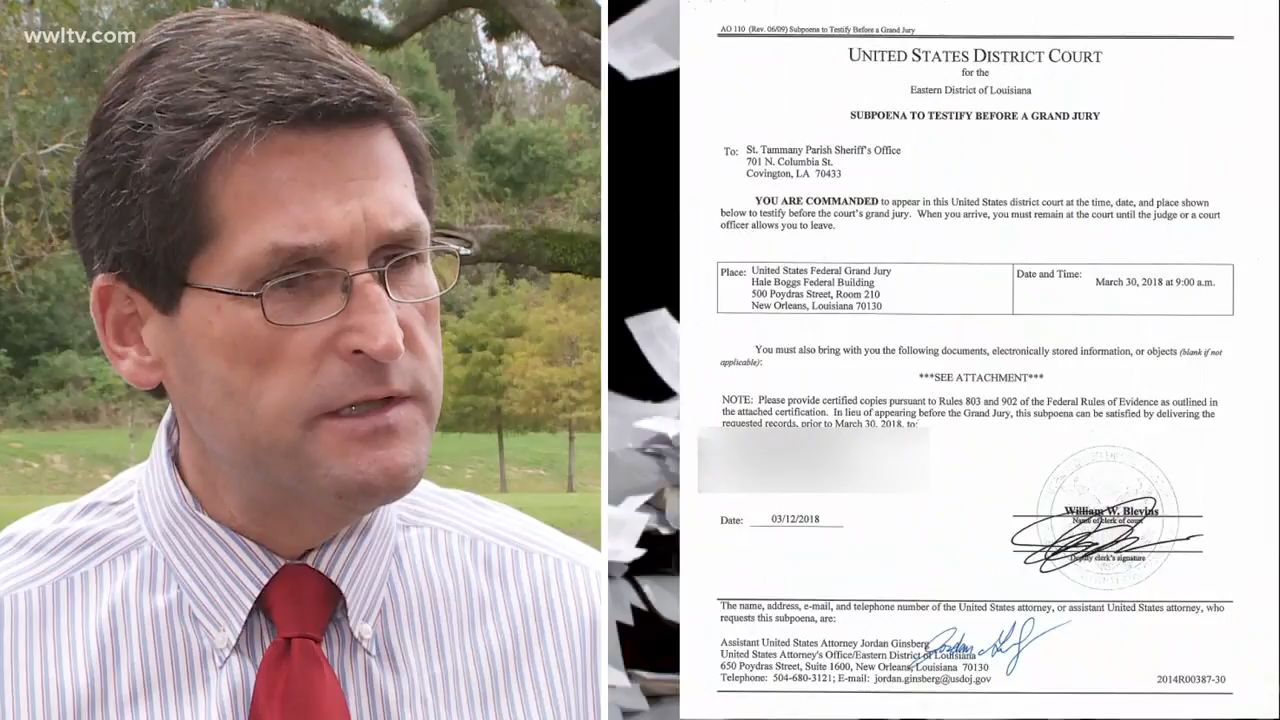 wwltv.com
AO 110 (Rev. 06/09) Subpoena to Testify Before a Grand Jury
UNITED STATES DISTRICT COURT
for the
Eastern District of Louisiana
SUBPOENA TO TESTIFY BEFORE A GRAND JURY
To: St. Tammany Parish Sheriff's Office
701 N. Columbia St.
Covington, LA 70433
YOU ARE COMMANDED to appear in this United States district court at the time, date, and place shown
below to testify before the court's grand jury. When you arrive, you must remain at the court until the judge or a court
officer allows you to leave.
Place: United States Federal Grand Jury
Hale Boggs Federal Building
500 Poydras Street, Room 210
New Orleans, Louisiana 70130
Date and Time:
March 30, 2018 at 9:00 a.m.
You must also bring with you the following documents, electronically stored information, or objects (blank if not
applicable):
***SEE ATTACHMENT***
NOTE: Please provide certified copies pursuant to Rules 803 and 902 of the Federal Rules of Evidence as outlined in
the attached certification. In lieu of appearing before the Grand Jury, this subpoena can be satisfied by delivering the
requested records, prior to March 30, 2018, to:
Date: 03/12/2018
William W. Blevins
Name of clerk of court
Deputy clerk's signature
The name, address, e-mail, and telephone number of the United States attorney, or assistant United States attorney, who
requests this subpoena, are:
Assistant United States Attorney Jordan Ginsberg
United States Attorney's Office/Eastern District of Louisiana
650 Poydras Street, Suite 1600, New Orleans, Louisiana 70130
Telephone: 504-680-3121; E-mail: jordan.ginsberg@usdoj.gov
2014R00387-30